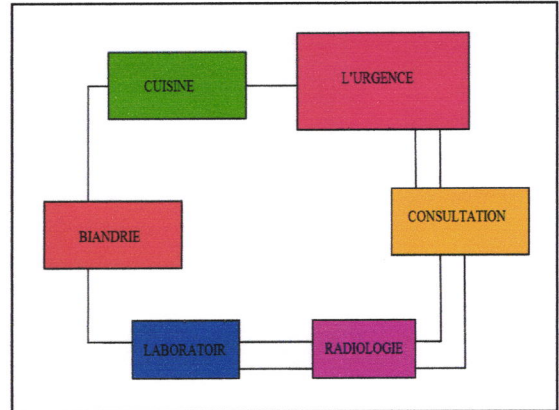 CUISINE
L'URGENCE
BIANDRIE
CONSULTATION
LABORATOIR
RADIOLOGIE